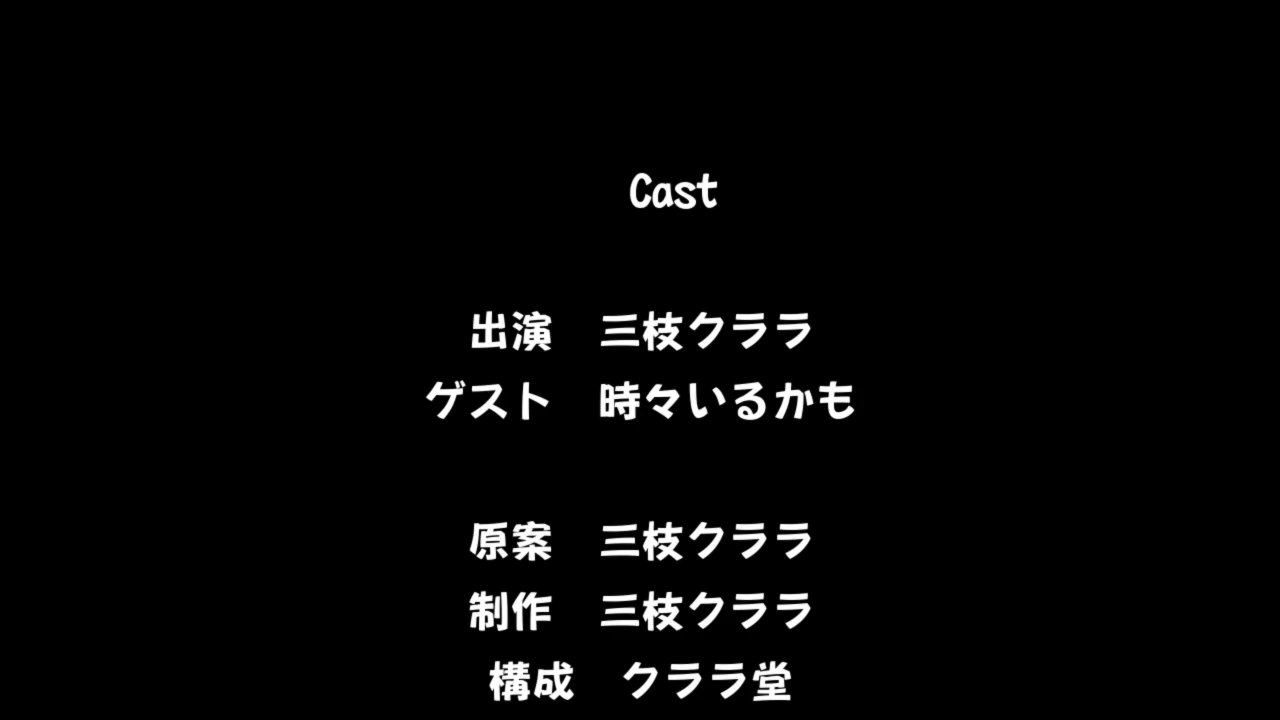 Cast
出演　三枝クララ
ゲスト　時々いるかも
原案　三枝クララ
制作　三枝クララ
構成　クララ堂